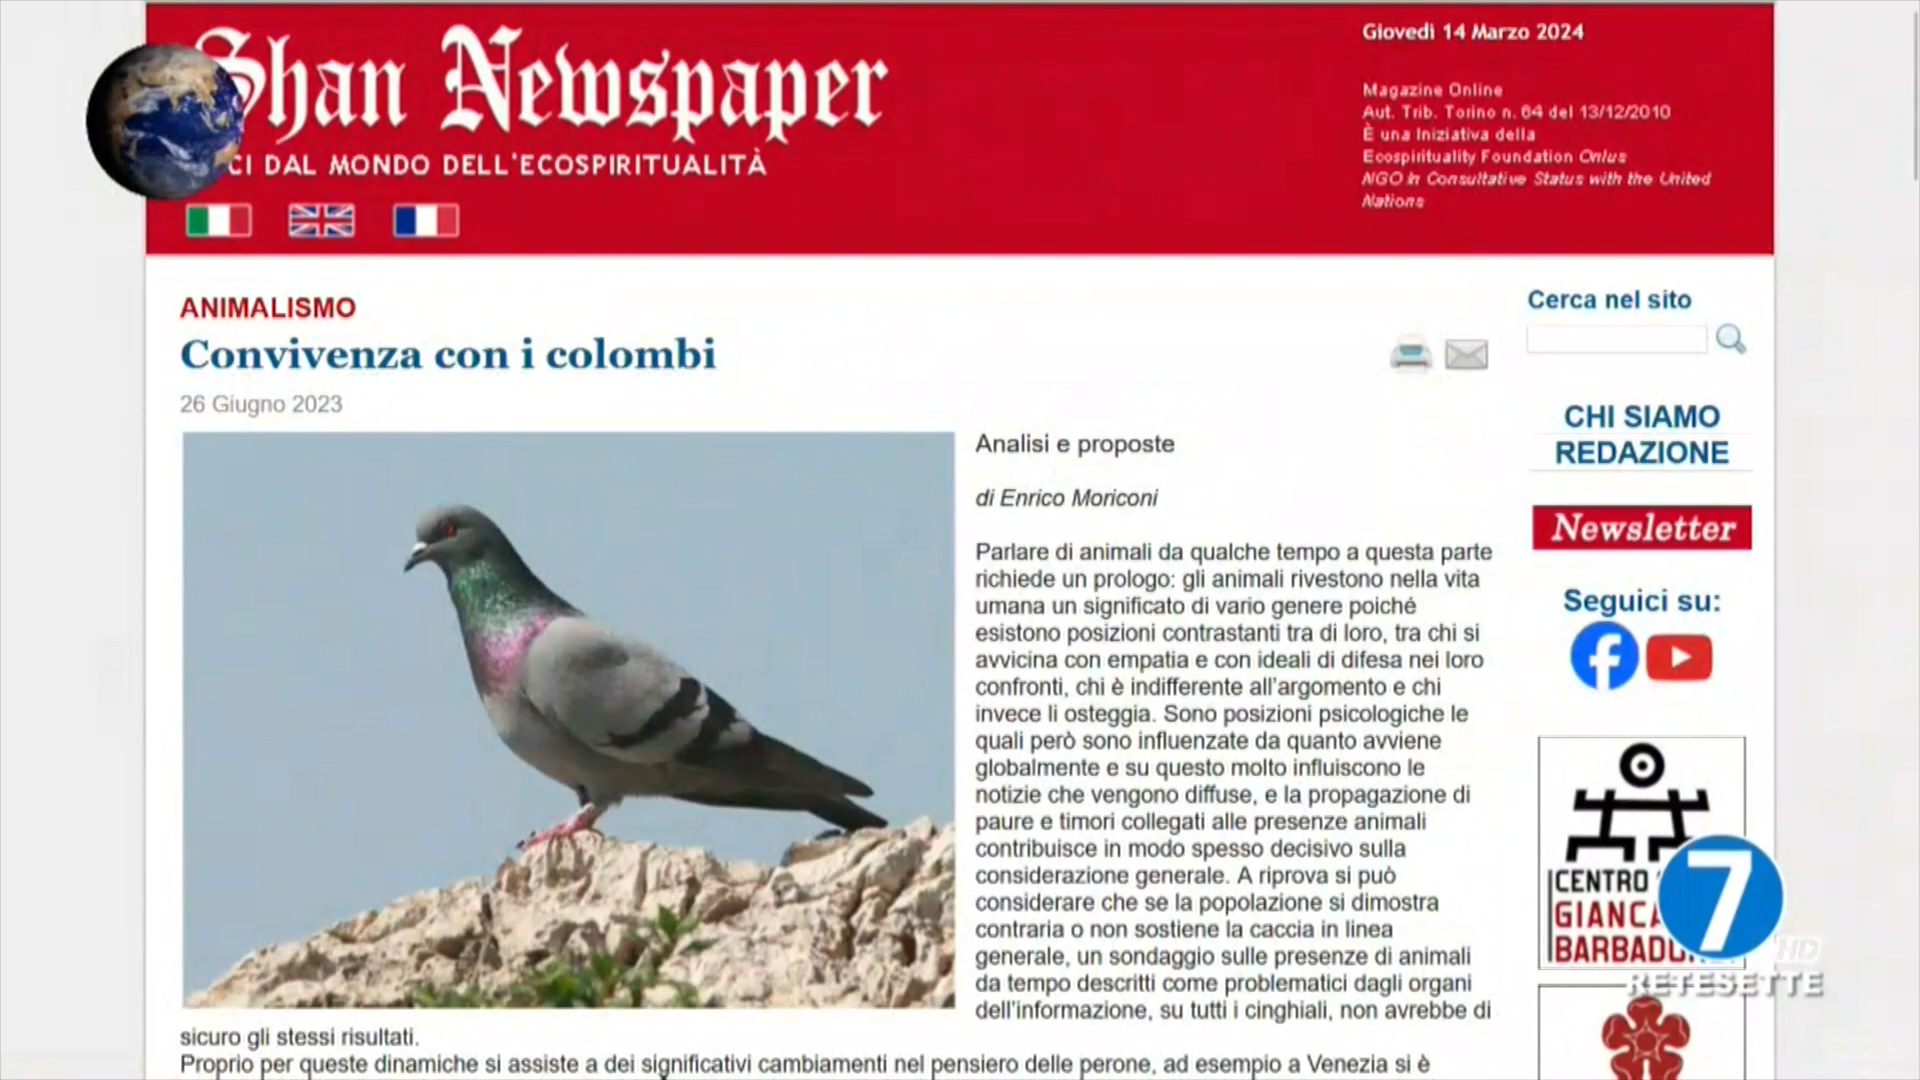 Shan Newspaper
CI DAL MONDO DELL'ECOSPIRITUALITÀ
Giovedì 14 Marzo 2024
Magazine Online
Aut. Trib. Torino n. 64 del 13/12/2010
È una Iniziativa della
Ecospirituality Foundation Onlus
NGO in Consultative Status with the United
Nations
ANIMALISMO
Convivenza con i colombi
26 Giugno 2023
Analisi e proposte
di Enrico Moriconi
Parlare di animali da qualche tempo a questa parte
richiede un prologo: gli animali rivestono nella vita
umana un significato di vario genere poiché
esistono posizioni contrastanti tra di loro, tra chi si
avvicina con empatia e con ideali di difesa nei loro
confronti, chi è indifferente all'argomento e chi
invece li osteggia. Sono posizioni psicologiche le
quali però sono influenzate da quanto avviene
globalmente e su questo molto influiscono le
notizie che vengono diffuse, e la propagazione di
paure e timori collegati alle presenze animali
contribuisce in modo spesso decisivo sulla
considerazione generale. A riprova si può
considerare che se la popolazione si dimostra
contraria o non sostiene la caccia in linea
generale, un sondaggio sulle presenze di animali
da tempo descritti come problematici dagli organi
dell'informazione, su tutti i cinghiali, non avrebbe di
sicuro gli stessi risultati.
Proprio per queste dinamiche si assiste a dei significativi cambiamenti nel pensiero delle perone, ad esempio a Venezia si è
Cerca nel sito
CHI SIAMO
REDAZIONE
Newsletter
Seguici su:
CENTRO
GIANCA
BARBADO
7
HD
RETESETTE